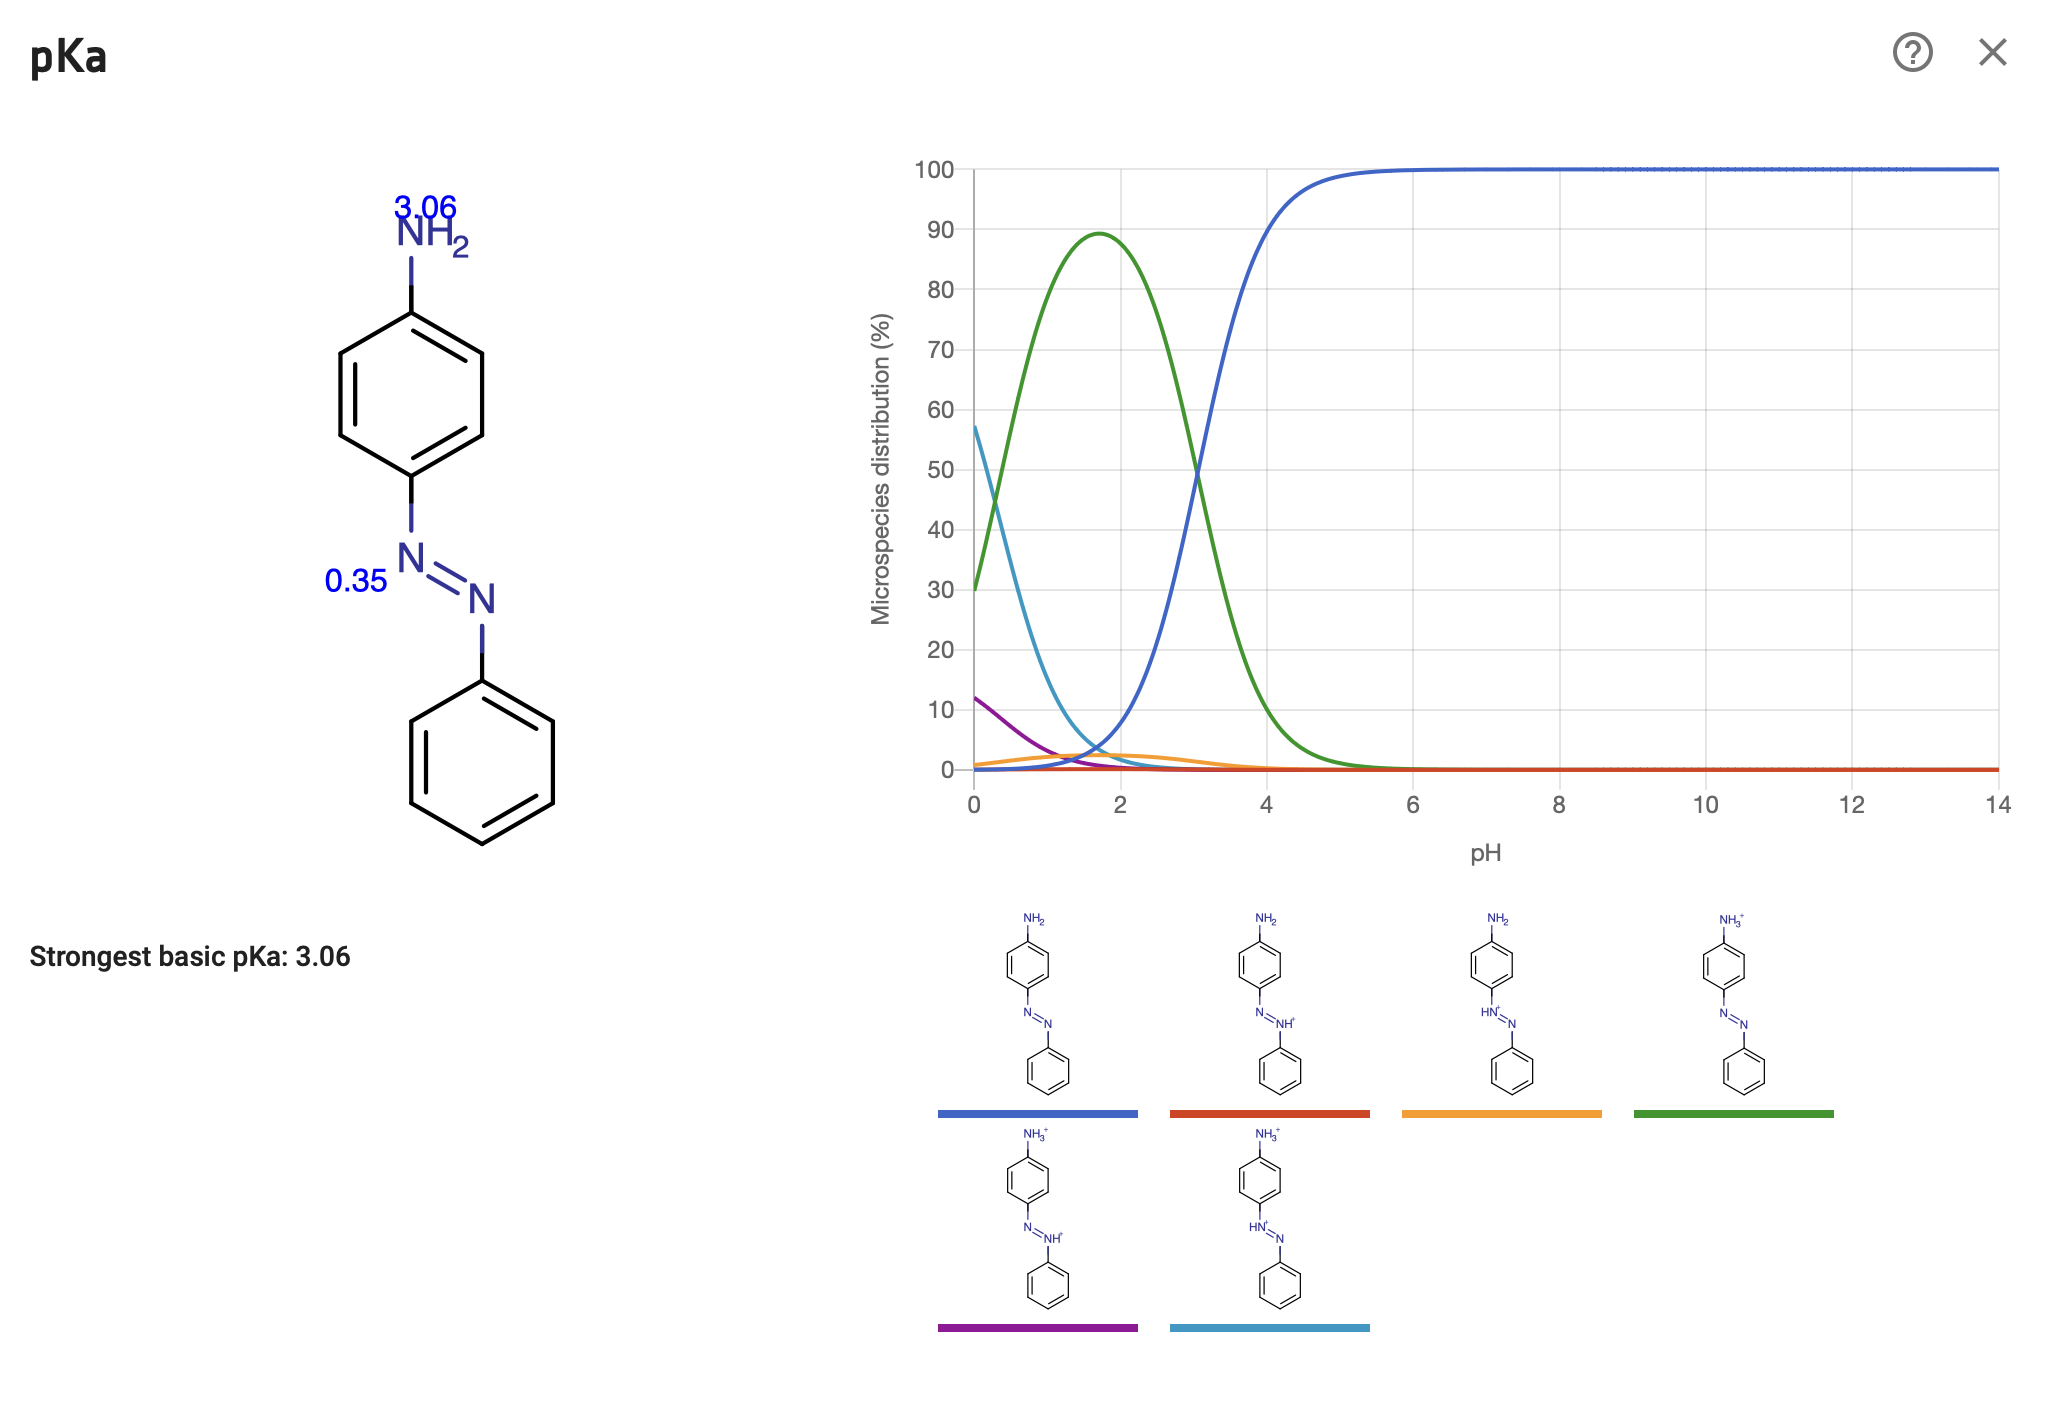 pKa
3.06
NH2
N
0.35
N
Strongest basic pKa: 3.06
Microspecies distribution (%)
100
90
80
70
60
50
40
30
20
10
0
0 2 4 6 8 10 12 14
pH
NH2 NH2 NH2 NH3+
N N N NH+ HN+ N N N
NH3+ NH3+
N NH+ HN+ N